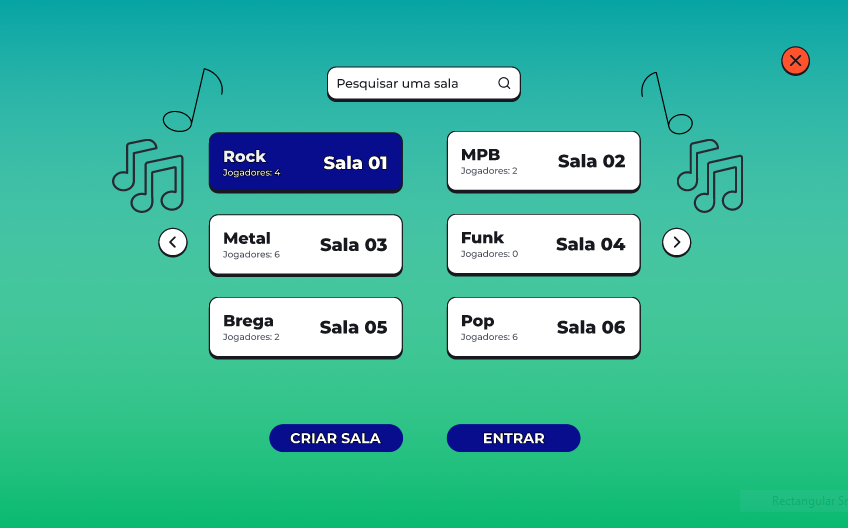 Pesquisar uma sala
Rock
Jogadores: 4
Sala 01
MPB
Jogadores: 2
Sala 02
Metal
Jogadores: 6
Sala 03
Funk
Jogadores: 0
Sala 04
Brega
Jogadores: 2
Sala 05
Pop
Jogadores: 6
Sala 06
CRIAR SALA
ENTRAR
Rectangular